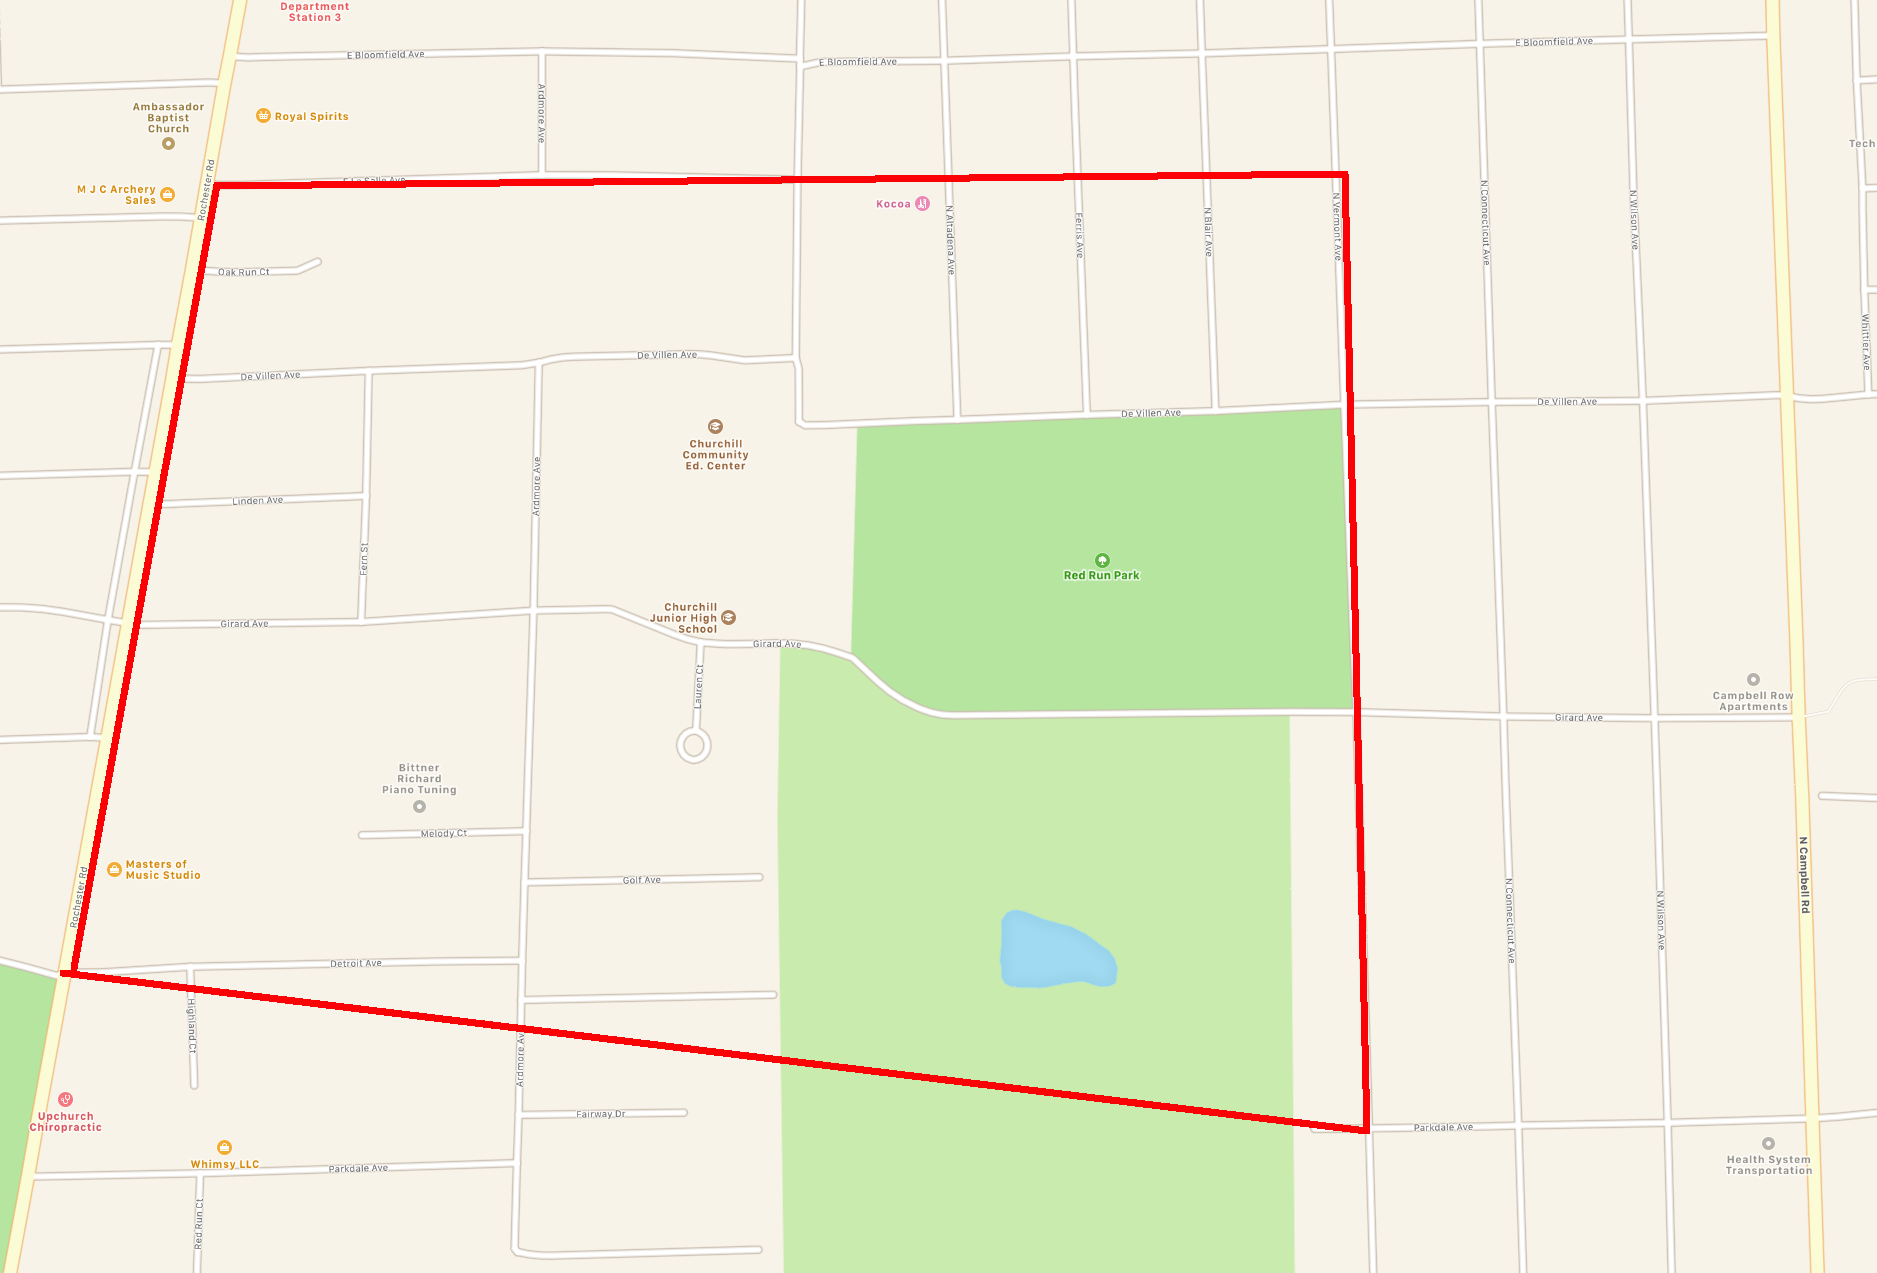 Department
Station 3
E Bloomfield Ave
E Bloomfield Ave
E Bloomfield Ave
Ambassador
Baptist
Church
Royal Spirits
Ardmore Ave
Tech
M J C Archery
Sales
Rochester Rd
E La Salle Ave
Kocoa
N Altadena Ave
Ferris Ave
N Blair Ave
N Vermont Ave
N Connecticut Ave
N Wilson Ave
Oak Run Ct
Whittier Ave
De Villen Ave
De Villen Ave
De Villen Ave
De Villen Ave
Churchill
Community
Ed. Center
Linden Ave
Ardmore Ave
Fern St
Red Run Park
Churchill
Junior High
School
Girard Ave
Girard Ave
Lauren Ct
Campbell Row
Apartments
Girard Ave
Bittner
Richard
Piano Tuning
Melody Ct
Masters of
Music Studio
Golf Ave
Rochester Rd
N Connecticut Ave
N Wilson Ave
N Campbell Rd
Detroit Ave
Highland Ct
Ardmore Ave
Upchurch
Chiropractic
Fairway Dr
Parkdale Ave
Whimsy LLC
Parkdale Ave
Health System
Transportation
Red Run Ct